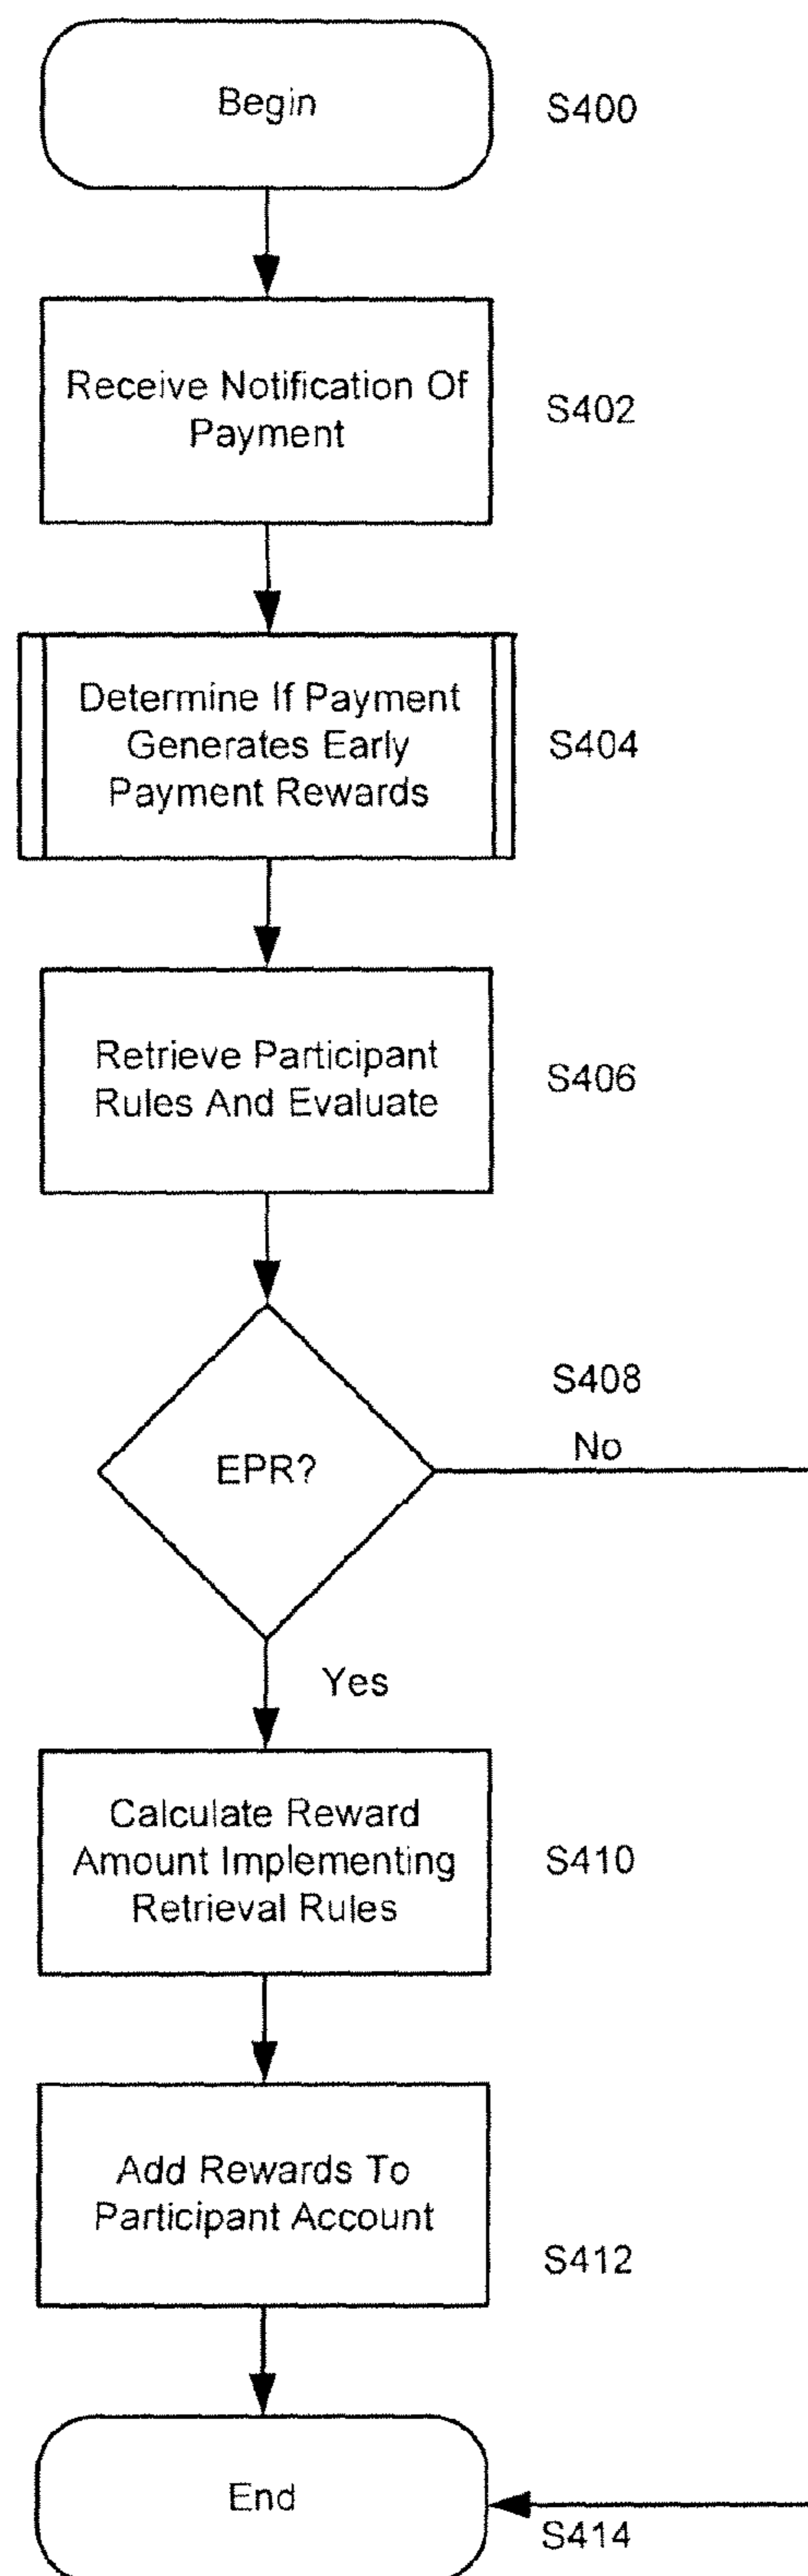 Begin
S400
Receive Notification Of
Payment
S402
Determine If Payment
Generates Early
Payment Rewards
S404
Retrieve Participant
Rules And Evaluate
S406
S408
No
EPR?
Yes
Calculate Reward
Amount Implementing
Retrieval Rules
S410
Add Rewards To
Participant Account
S412
End
S414